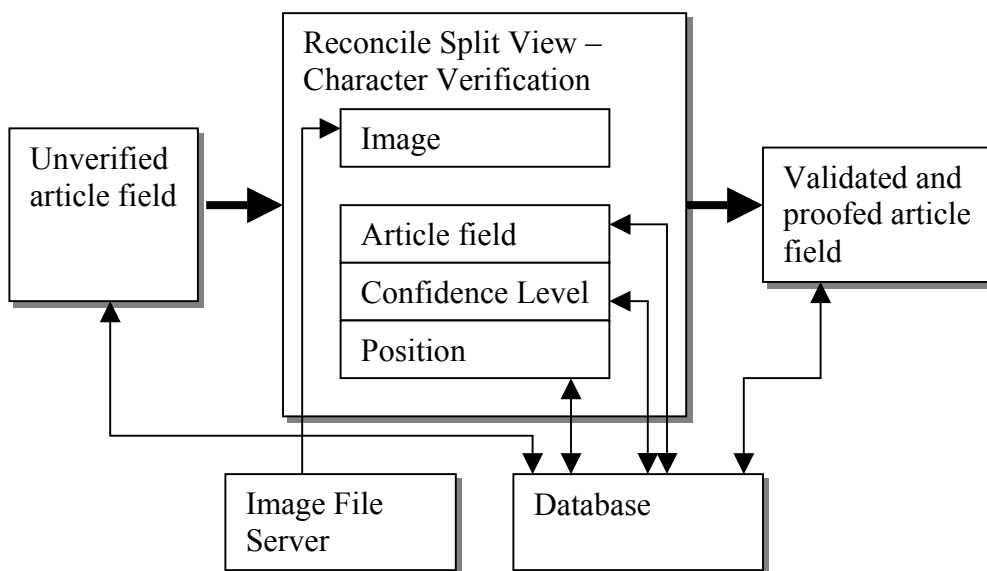 Reconcile Split View –
Character Verification
Image
Unverified
article field
Validated and
proofed article
field
Article field
Confidence Level
Position
Image File
Server
Database